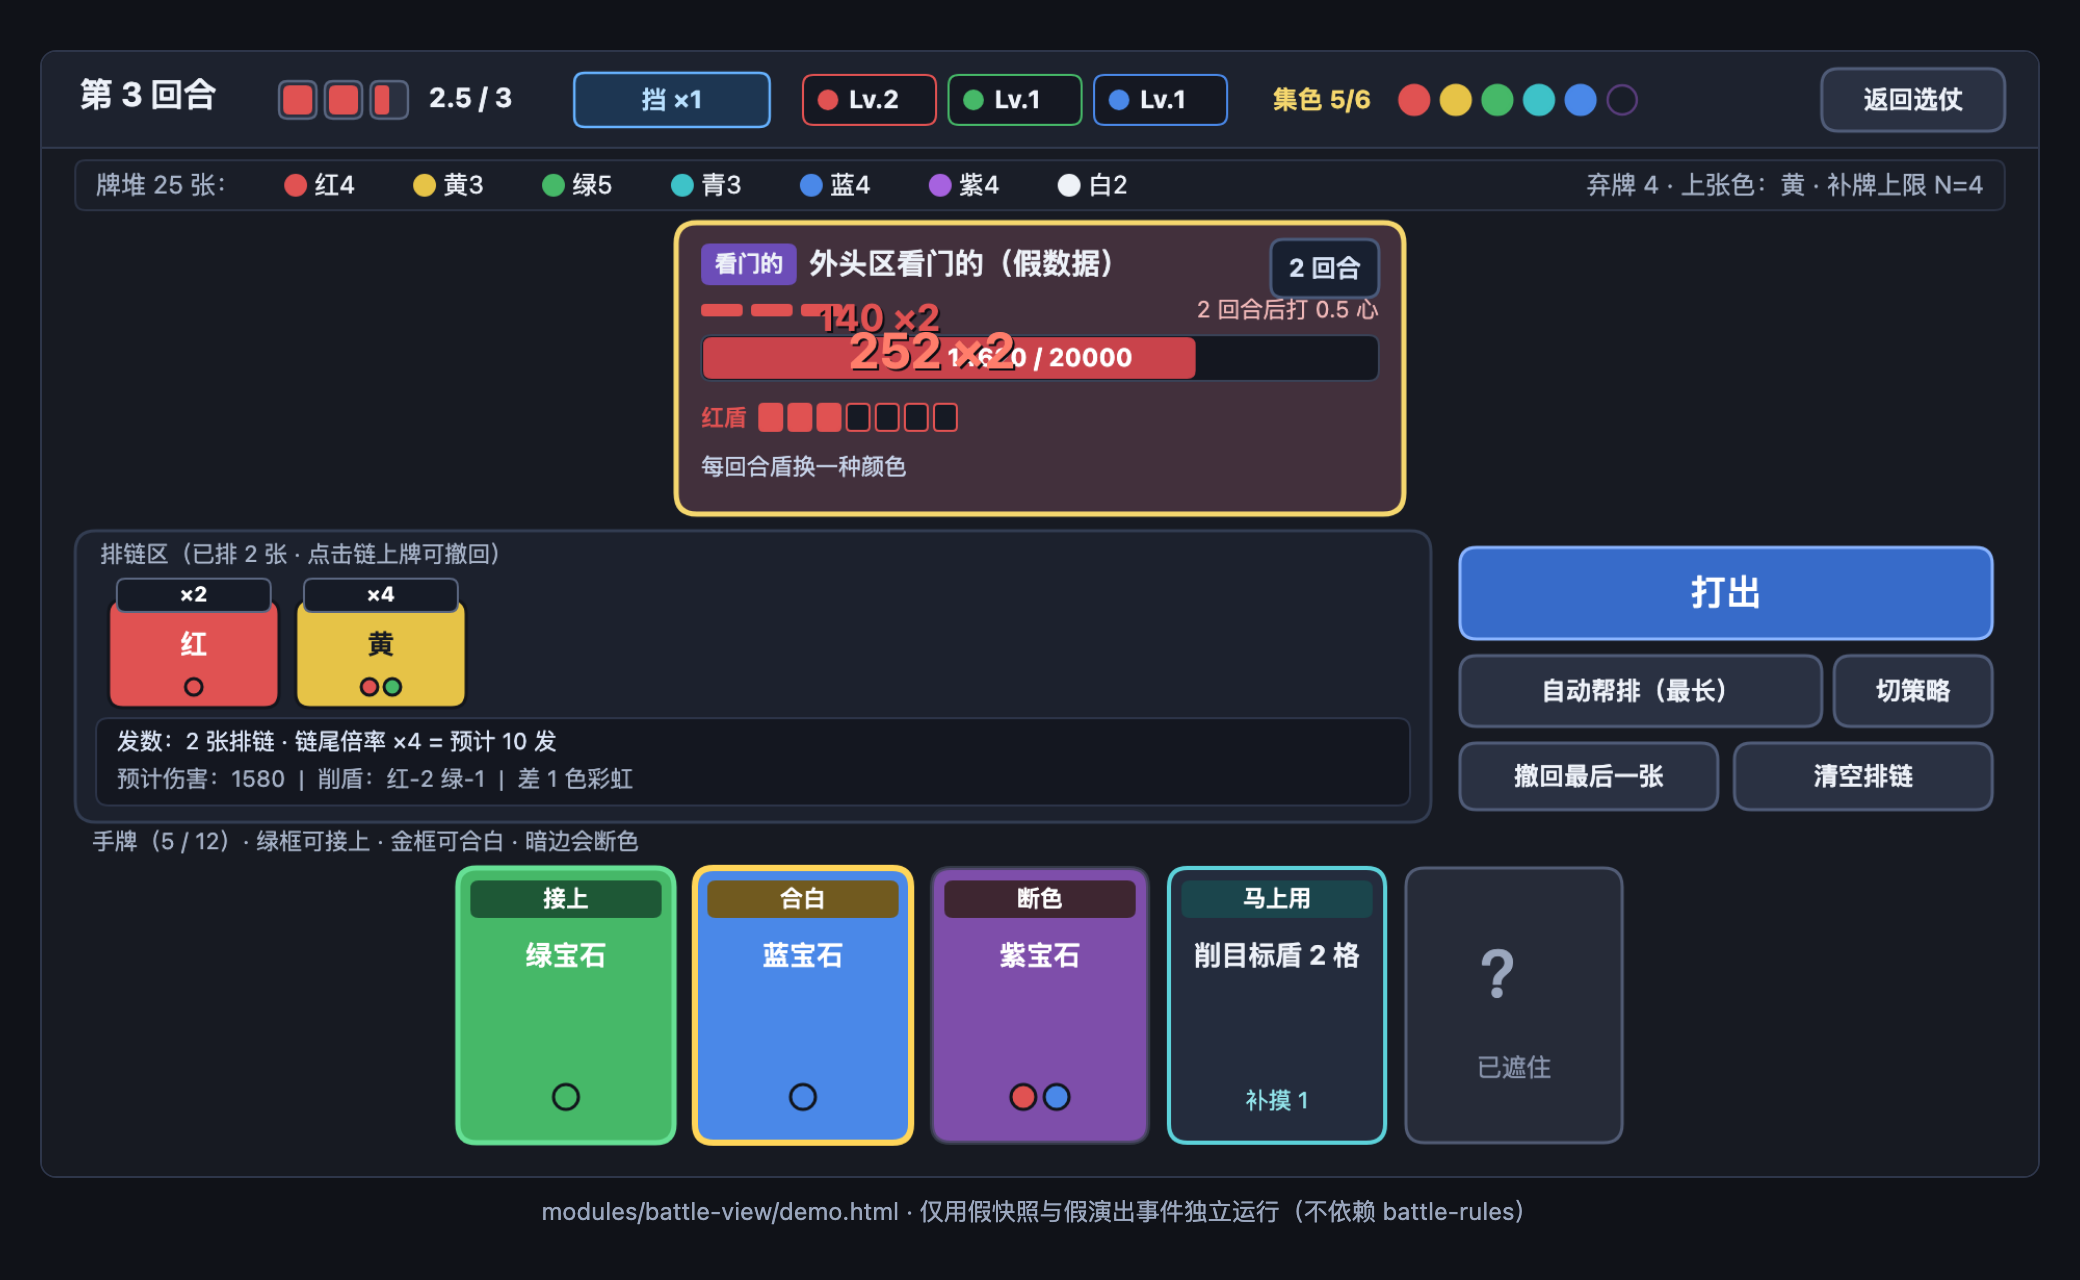 第 3 回合
2.5 / 3
挡 ×1
Lv.2
Lv.1
Lv.1
集色 5/6
返回选仗
牌堆 25 张：
红4
黄3
绿5
青3
蓝4
紫4
白2
弃牌 4 · 上张色：黄 · 补牌上限 N=4
看门的
外头区看门的（假数据）
2 回合
140 ×2
2 回合后打 0.5 心
252 ×2
/ 20000
红盾
每回合盾换一种颜色
排链区（已排 2 张 · 点击链上牌可撤回）
×2
×4
红
黄
发数：2 张排链 · 链尾倍率 ×4 = 预计 10 发
预计伤害：1580 | 削盾：红-2 绿-1 | 差 1 色彩虹
打出
自动帮排（最长）
切策略
撤回最后一张
清空排链
手牌（5 / 12）· 绿框可接上 · 金框可合白 · 暗边会断色
接上
绿宝石
合白
蓝宝石
断色
紫宝石
马上用
削目标盾 2 格
补摸 1
?
已遮住
modules/battle-view/demo.html · 仅用假快照与假演出事件独立运行（不依赖 battle-rules）